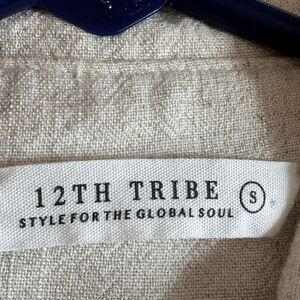 12TH TRIBE S
STYLE FOR THE GLOBAL SOUL